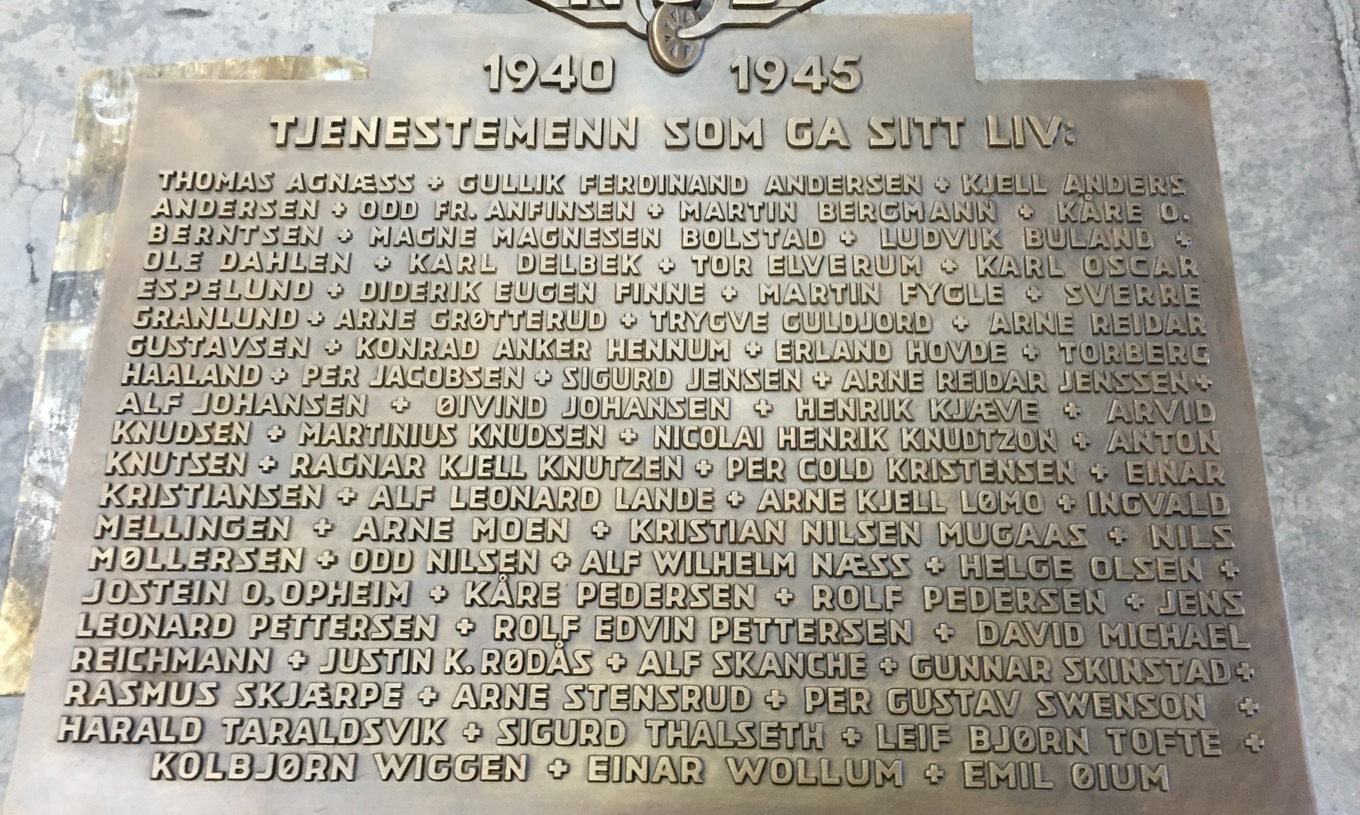 1940 1945
TJENESTEMENN SOM GA SITT LIV:
THOMAS AGNÆSS + GULLIK FERDINAND ANDERSEN + KJELL ANDERS
ANDERSEN + ODD FR. ANFINSEN + MARTIN BERGMANN + KÅRE O.
BERNTSEN + MAGNE MAGNESEN BOLSTAD + LUDVIK BULAND +
OLE DAHLEN + KARL DELBEK + TOR ELVERUM + KARL OSCAR
ESPELUND + DIDERIK EUGEN FINNE + MARTIN FYGLE + SVERRE
GRANLUND + ARNE GRØTTERUD + TRYGVE GULDJORD + ARNE REIDAR
GUSTAVSEN + KONRAD ANKER HENNUM + ERLAND HOVDE + TORBERG
HAALAND + PER JACOBSEN + SIGURD JENSEN + ARNE REIDAR JENSSEN +
ALF JOHANSEN + ØIVIND JOHANSEN + HENRIK KJÆVE + ARVID
KNUDSEN + MARTINIUS KNUDSEN + NICOLAI HENRIK KNUDTZON + ANTON
KNUTSEN + RAGNAR KJELL KNUTZEN + PER COLD KRISTENSEN + EINAR
KRISTIANSEN + ALF LEONARD LANDE + ARNE KJELL LØMO + INGVALD
MELLINGEN + ARNE MOEN + KRISTIAN NILSEN MUGAAS + NILS
MØLLERSEN + ODD NILSEN + ALF WILHELM NÆSS + HELGE OLSEN +
JOSTEIN O. OPHEIM + KÅRE PEDERSEN + ROLF PEDERSEN + JENS
LEONARD PETTERSEN + ROLF EDVIN PETTERSEN + DAVID MICHAEL
REICHMANN + JUSTIN K. RØDÅS + ALF SKANCHE + GUNNAR SKINSTAD +
RASMUS SKJÆRPE + ARNE STENSRUD + PER GUSTAV SWENSON +
HARALD TARALDSVIK + SIGURD THALSETH + LEIF BJØRN TOFTE +
KOLBJØRN WIGGEN + EINAR WOLLUM + EMIL ØIUM